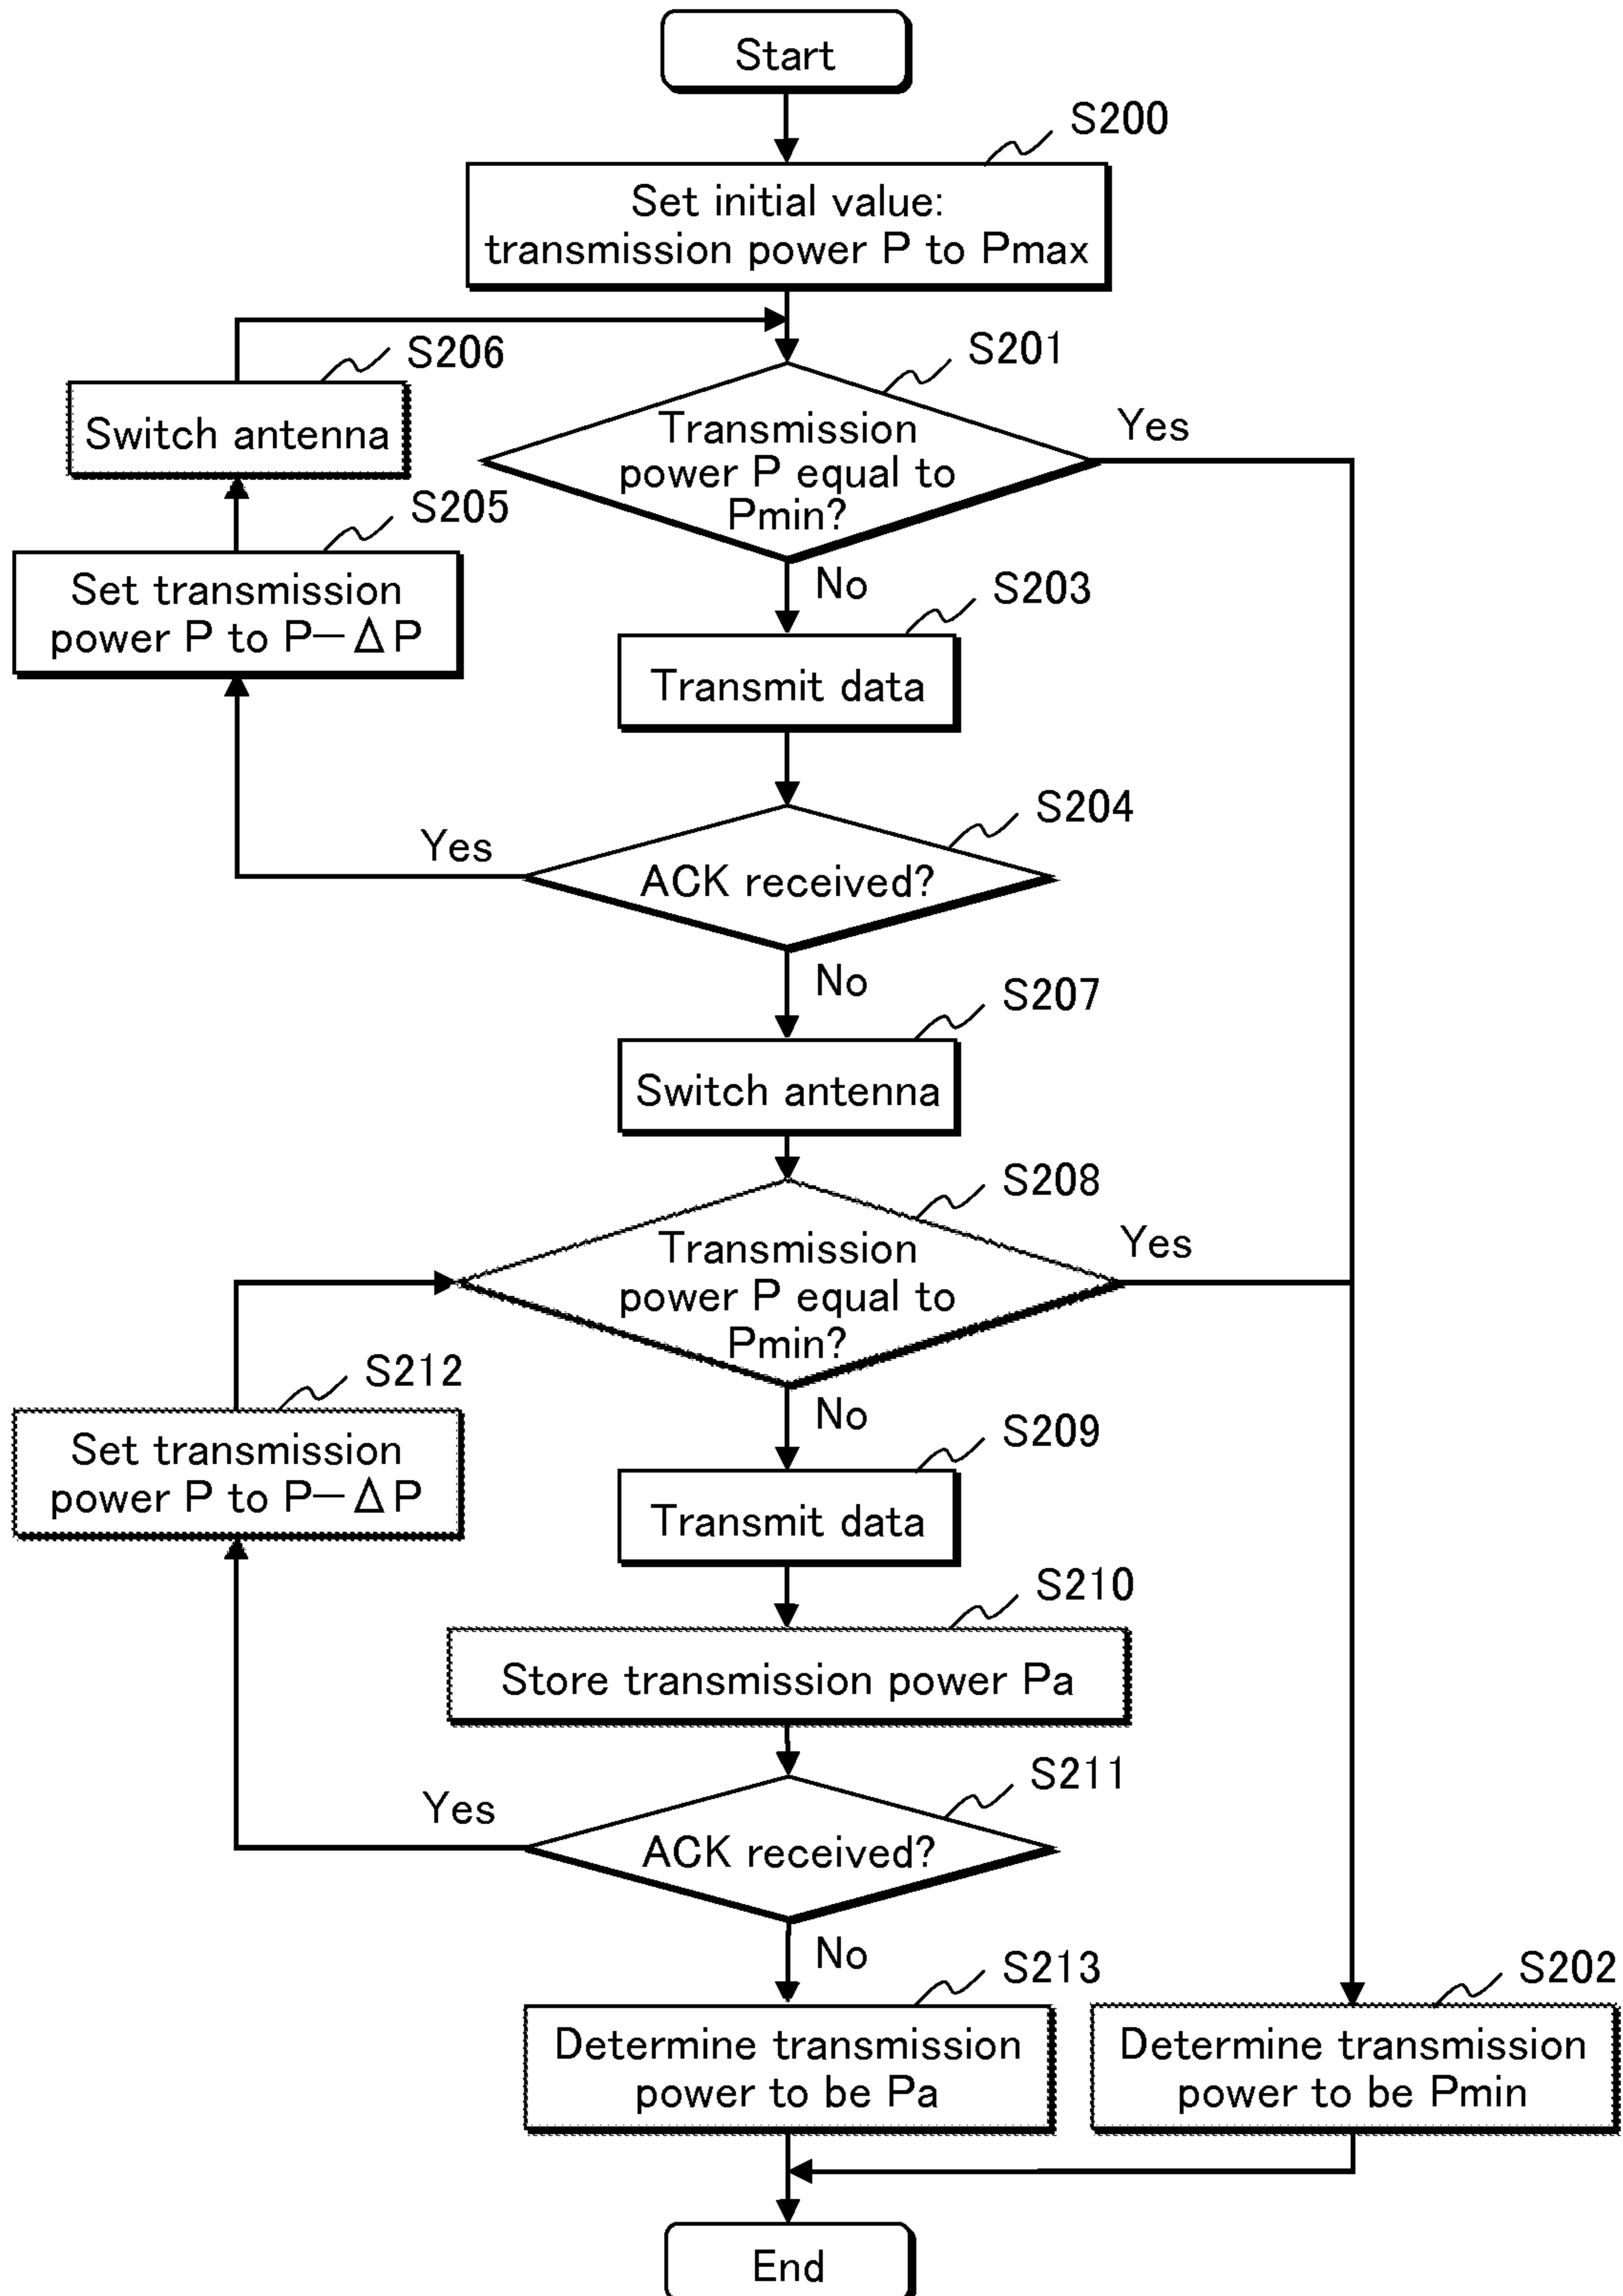 Start
S200
Set initial value:
transmission power P to Pmax
S206
Switch antenna
S201
Transmission
power P equal to
Pmin?
Yes
No
S205
Set transmission
power P to P−ΔP
S203
Transmit data
S204
ACK received?
Yes
No
S207
Switch antenna
S208
Transmission
power P equal to
Pmin?
Yes
No
S212
Set transmission
power P to P−ΔP
S209
Transmit data
S210
Store transmission power Pa
S211
ACK received?
Yes
No
S213
Determine transmission
power to be Pa
S202
Determine transmission
power to be Pmin
End